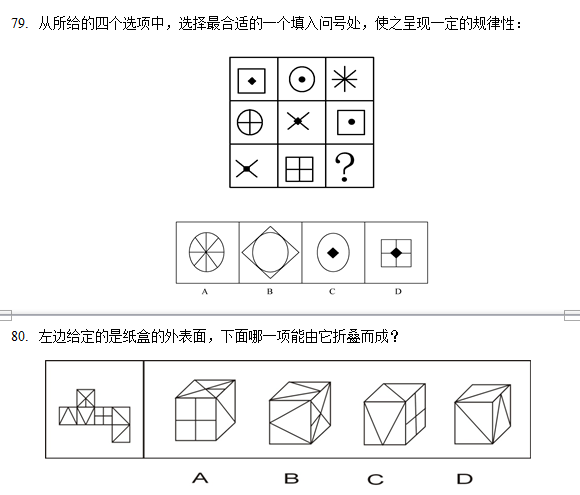 79. 从所给的四个选项中，选择最合适的一个填入问号处，使之呈现一定的规律性：
?
A B C D
80. 左边给定的是纸盒的外表面，下面哪一项能由它折叠而成？
A B C D